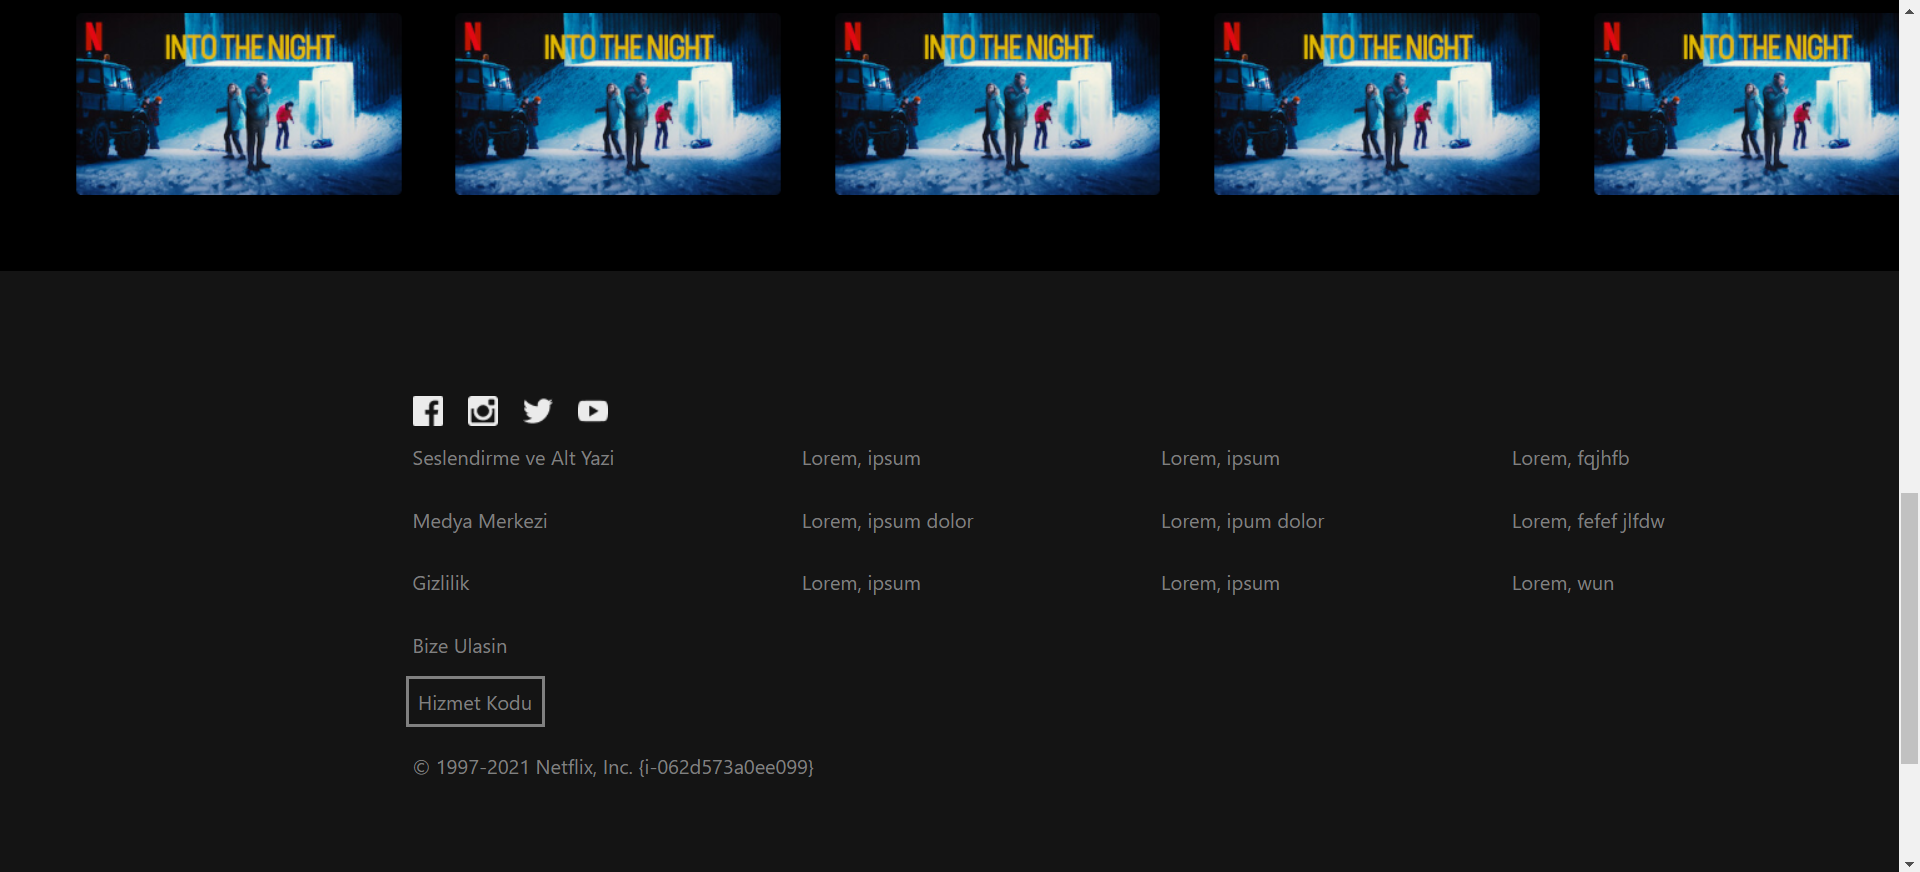 N INTO THE NIGHT N INTO THE NIGHT N INTO THE NIGHT N INTO THE NIGHT N INTO THE NIGHT
Seslendirme ve Alt Yazi Lorem, ipsum Lorem, ipsum Lorem, fqjhfb
Medya Merkezi Lorem, ipsum dolor Lorem, ipum dolor Lorem, fefef jlfdw
Gizlilik Lorem, ipsum Lorem, ipsum Lorem, wun
Bize Ulasin
Hizmet Kodu
© 1997-2021 Netflix, Inc. {i-062d573a0ee099}